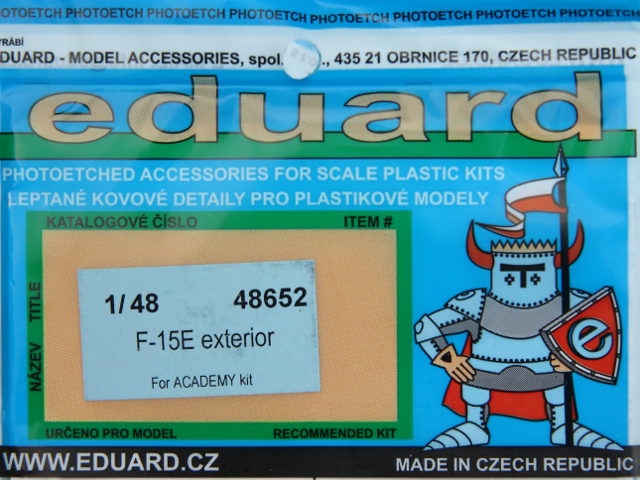 PHOTOETCH PHOTOETCH PHOTOETCH PHOTOETCH PHOTOETCH PHOTOETCH PHOTOETCH
DUARD - MODEL ACCESSORIES, spol. 435 21 OBRNICE 170, CZECH REPUBLIC
eduard
PHOTOETCHED ACCESSORIES FOR SCALE PLASTIC KITS
LEPTANÉ KOVOVÉ DETAILY PRO PLASTIKOVÉ MODELY
KATALOGOVÉ ČÍSLO ITEM #
NÁZEV TITLE
1/48 48652
F-15E exterior
For ACADEMY kit
e
URČENO PRO MODEL RECOMMENDED KIT
WWW.EDUARD.CZ MADE IN CZECH REPUBLIC